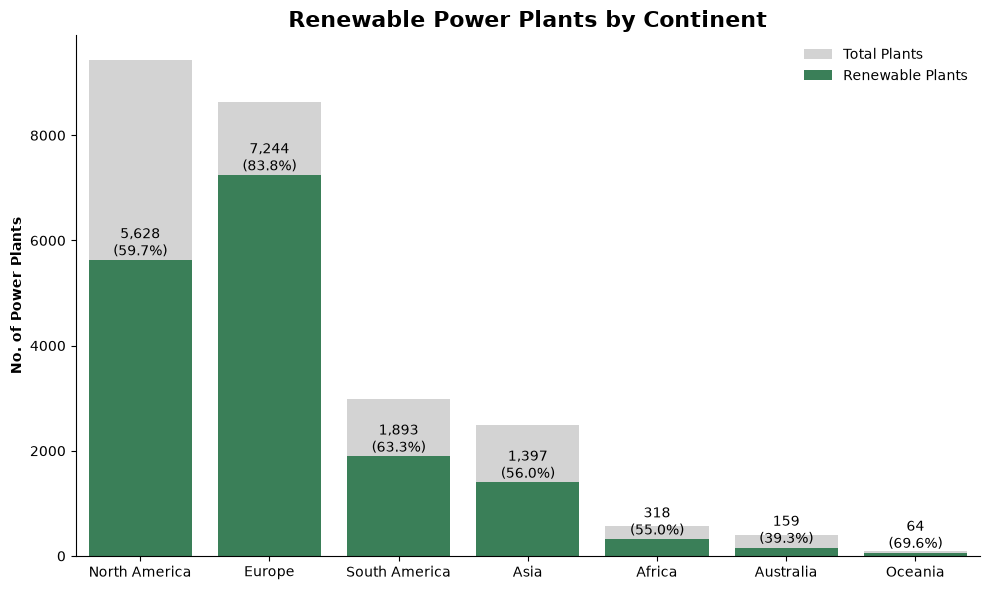 Renewable Power Plants by Continent
Total Plants
Renewable Plants
No. of Power Plants
8000
6000
4000
2000
0
5,628
(59.7%)
7,244
(83.8%)
1,893
(63.3%)
1,397
(56.0%)
318
(55.0%)
159
(39.3%)
64
(69.6%)
North America
Europe
South America
Asia
Africa
Australia
Oceania